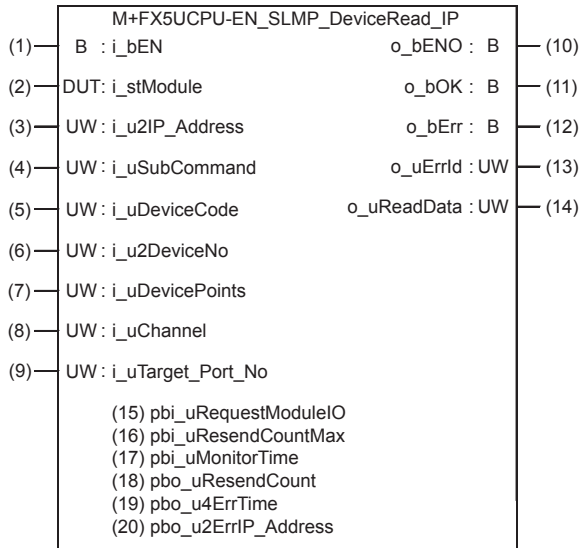 M+FX5UCPU-EN_SLMP_DeviceRead_IP
(1) B : i_bEN o_bENO : B (10)
(2) DUT: i_stModule o_bOK : B (11)
(3) UW : i_u2IP_Address o_bErr : B (12)
(4) UW : i_uSubCommand o_uErrId : UW (13)
(5) UW : i_uDeviceCode o_uReadData : UW (14)
(6) UW : i_u2DeviceNo
(7) UW : i_uDevicePoints
(8) UW : i_uChannel
(9) UW : i_uTarget_Port_No
(15) pbi_uRequestModuleIO
(16) pbi_uResendCountMax
(17) pbi_uMonitorTime
(18) pbo_uResendCount
(19) pbo_u4ErrTime
(20) pbo_u2ErrIP_Address